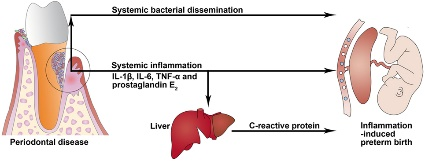 Systemic bacterial dissemination
Systemic inflammation
IL-1β, IL-6, TNF-α and
prostaglandin E₂
Liver
C-reactive protein
Periodontal disease
Inflammation
-induced
preterm birth